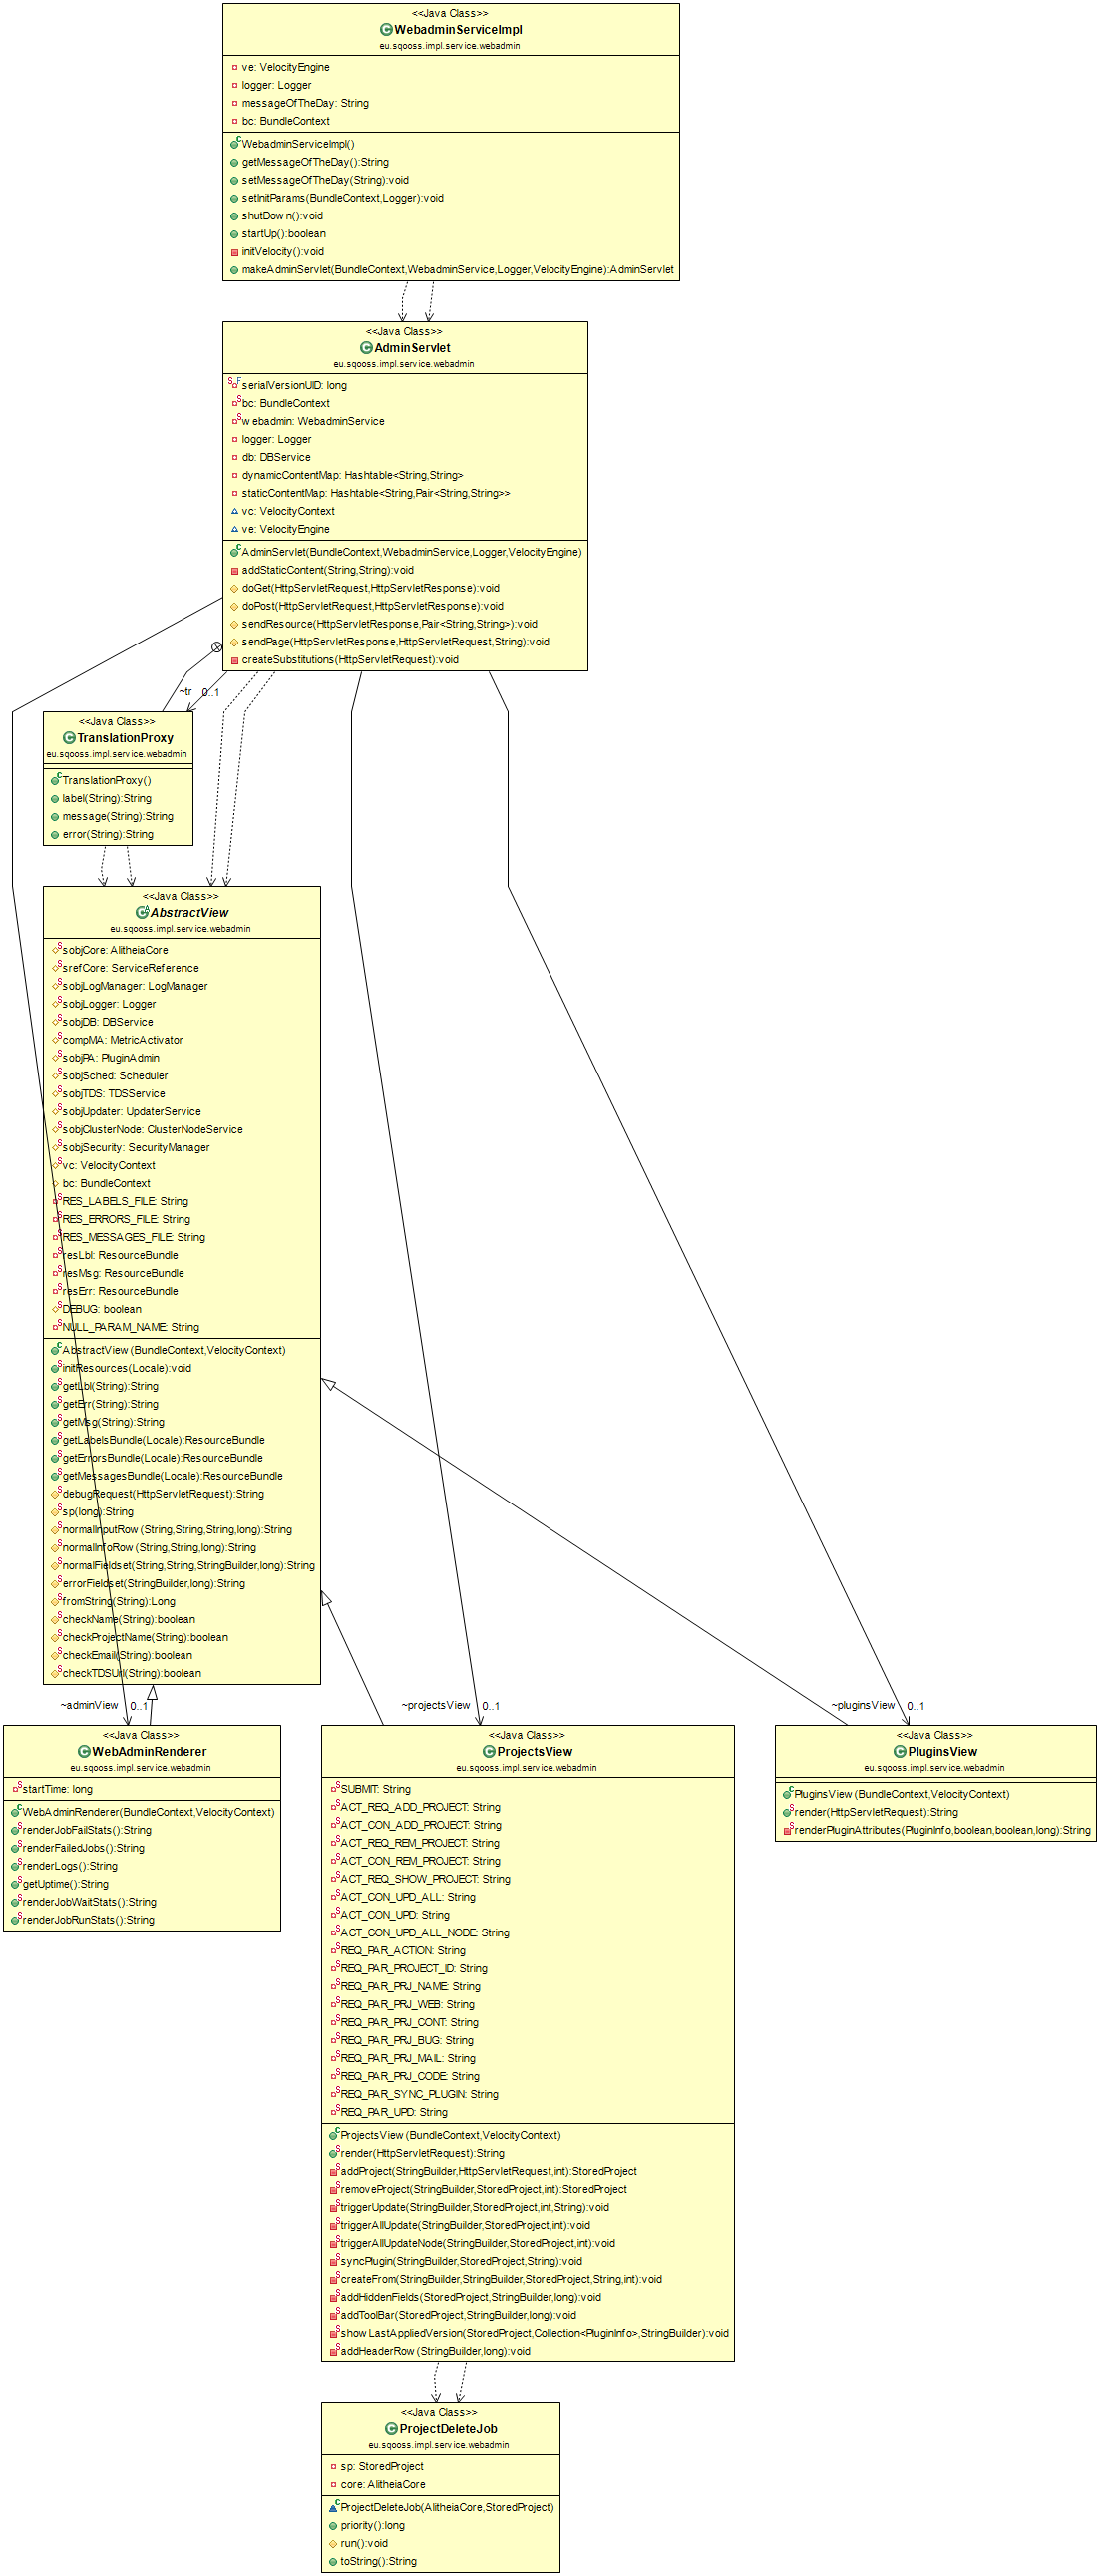 <<Java Class>>
WebadminServiceImpl
eu.sqooss.impl.service.webadmin
ve: VelocityEngine
logger: Logger
messageOfTheDay: String
bc: BundleContext
WebadminServiceImpl()
getMessageOfTheDay():String
setMessageOfTheDay(String):void
setInitParams(BundleContext,Logger):void
shutDown():void
startUp():boolean
initVelocity():void
makeAdminServlet(BundleContext,WebadminService,Logger,VelocityEngine):AdminServlet
<<Java Class>>
AdminServlet
eu.sqooss.impl.service.webadmin
serialVersionUID: long
bc: BundleContext
webadmin: WebadminService
logger: Logger
db: DBService
dynamicContentMap: Hashtable<String,String>
staticContentMap: Hashtable<String,Pair<String,String>>
vc: VelocityContext
ve: VelocityEngine
AdminServlet(BundleContext,WebadminService,Logger,VelocityEngine)
addStaticContent(String,String):void
doGet(HttpServletRequest,HttpServletResponse):void
doPost(HttpServletRequest,HttpServletResponse):void
sendResource(HttpServletResponse,Pair<String,String>):void
sendPage(HttpServletResponse,HttpServletRequest,String):void
createSubstitutions(HttpServletRequest):void
~tr 0..1
<<Java Class>>
TranslationProxy
eu.sqooss.impl.service.webadmin
TranslationProxy()
label(String):String
message(String):String
error(String):String
<<Java Class>>
AbstractView
eu.sqooss.impl.service.webadmin
sobjCore: AlitheiaCore
srefCore: ServiceReference
sobjLogManager: LogManager
sobjLogger: Logger
sobjDB: DBService
compMA: MetricActivator
sobjPA: PluginAdmin
sobjSched: Scheduler
sobjTDS: TDSService
sobjUpdater: UpdaterService
sobjClusterNode: ClusterNodeService
sobjSecurity: SecurityManager
vc: VelocityContext
bc: BundleContext
RES_LABELS_FILE: String
RES_ERRORS_FILE: String
RES_MESSAGES_FILE: String
resLbl: ResourceBundle
resMsg: ResourceBundle
resErr: ResourceBundle
DEBUG: boolean
NULL_PARAM_NAME: String
AbstractView(BundleContext,VelocityContext)
initResources(Locale):void
getLbl(String):String
getErr(String):String
getMsg(String):String
getLabelsBundle(Locale):ResourceBundle
getErrorsBundle(Locale):ResourceBundle
getMessagesBundle(Locale):ResourceBundle
debugRequest(HttpServletRequest):String
sp(long):String
normalInputRow(String,String,String,long):String
normalInfoRow(String,String,long):String
normalFieldset(String,String,StringBuilder,long):String
errorFieldset(StringBuilder,long):String
fromString(String):Long
checkName(String):boolean
checkProjectName(String):boolean
checkEmail(String):boolean
checkTDSUrl(String):boolean
~adminView 0..1
~projectsView 0..1
~pluginsView 0..1
<<Java Class>>
WebAdminRenderer
eu.sqooss.impl.service.webadmin
startTime: long
WebAdminRenderer(BundleContext,VelocityContext)
renderJobFailStats():String
renderFailedJobs():String
renderLogs():String
getUptime():String
renderJobWaitStats():String
renderJobRunStats():String
<<Java Class>>
ProjectsView
eu.sqooss.impl.service.webadmin
SUBMIT: String
ACT_REQ_ADD_PROJECT: String
ACT_CON_ADD_PROJECT: String
ACT_REQ_REM_PROJECT: String
ACT_CON_REM_PROJECT: String
ACT_REQ_SHOW_PROJECT: String
ACT_CON_UPD_ALL: String
ACT_CON_UPD: String
ACT_CON_UPD_ALL_NODE: String
REQ_PAR_ACTION: String
REQ_PAR_PROJECT_ID: String
REQ_PAR_PRJ_NAME: String
REQ_PAR_PRJ_WEB: String
REQ_PAR_PRJ_CONT: String
REQ_PAR_PRJ_BUG: String
REQ_PAR_PRJ_MAIL: String
REQ_PAR_PRJ_CODE: String
REQ_PAR_SYNC_PLUGIN: String
REQ_PAR_UPD: String
ProjectsView(BundleContext,VelocityContext)
render(HttpServletRequest):String
addProject(StringBuilder,HttpServletRequest,int):StoredProject
removeProject(StringBuilder,StoredProject,int):StoredProject
triggerUpdate(StringBuilder,StoredProject,int,String):void
triggerAllUpdate(StringBuilder,StoredProject,int):void
triggerAllUpdateNode(StringBuilder,StoredProject,int):void
syncPlugin(StringBuilder,StoredProject,String):void
createFrom(StringBuilder,StringBuilder,StoredProject,String,int):void
addHiddenFields(StoredProject,StringBuilder,long):void
addToolBar(StoredProject,StringBuilder,long):void
showLastAppliedVersion(StoredProject,Collection<PluginInfo>,StringBuilder):void
addHeaderRow(StringBuilder,long):void
<<Java Class>>
PluginsView
eu.sqooss.impl.service.webadmin
PluginsView(BundleContext,VelocityContext)
render(HttpServletRequest):String
renderPluginAttributes(PluginInfo,boolean,boolean,long):String
<<Java Class>>
ProjectDeleteJob
eu.sqooss.impl.service.webadmin
sp: StoredProject
core: AlitheiaCore
ProjectDeleteJob(AlitheiaCore,StoredProject)
priority():long
run():void
toString():String